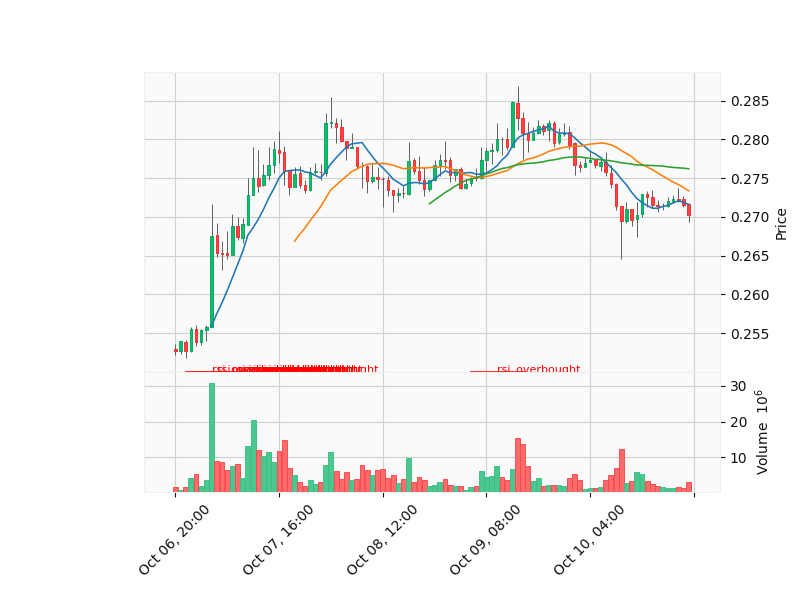 0.285
0.280
0.275
0.270
0.265
0.260
0.255
Price
rsi_overbought
30
20
10
Volume 10^6
Oct 06, 20:00
Oct 07, 16:00
Oct 08, 12:00
Oct 09, 08:00
Oct 10, 04:00